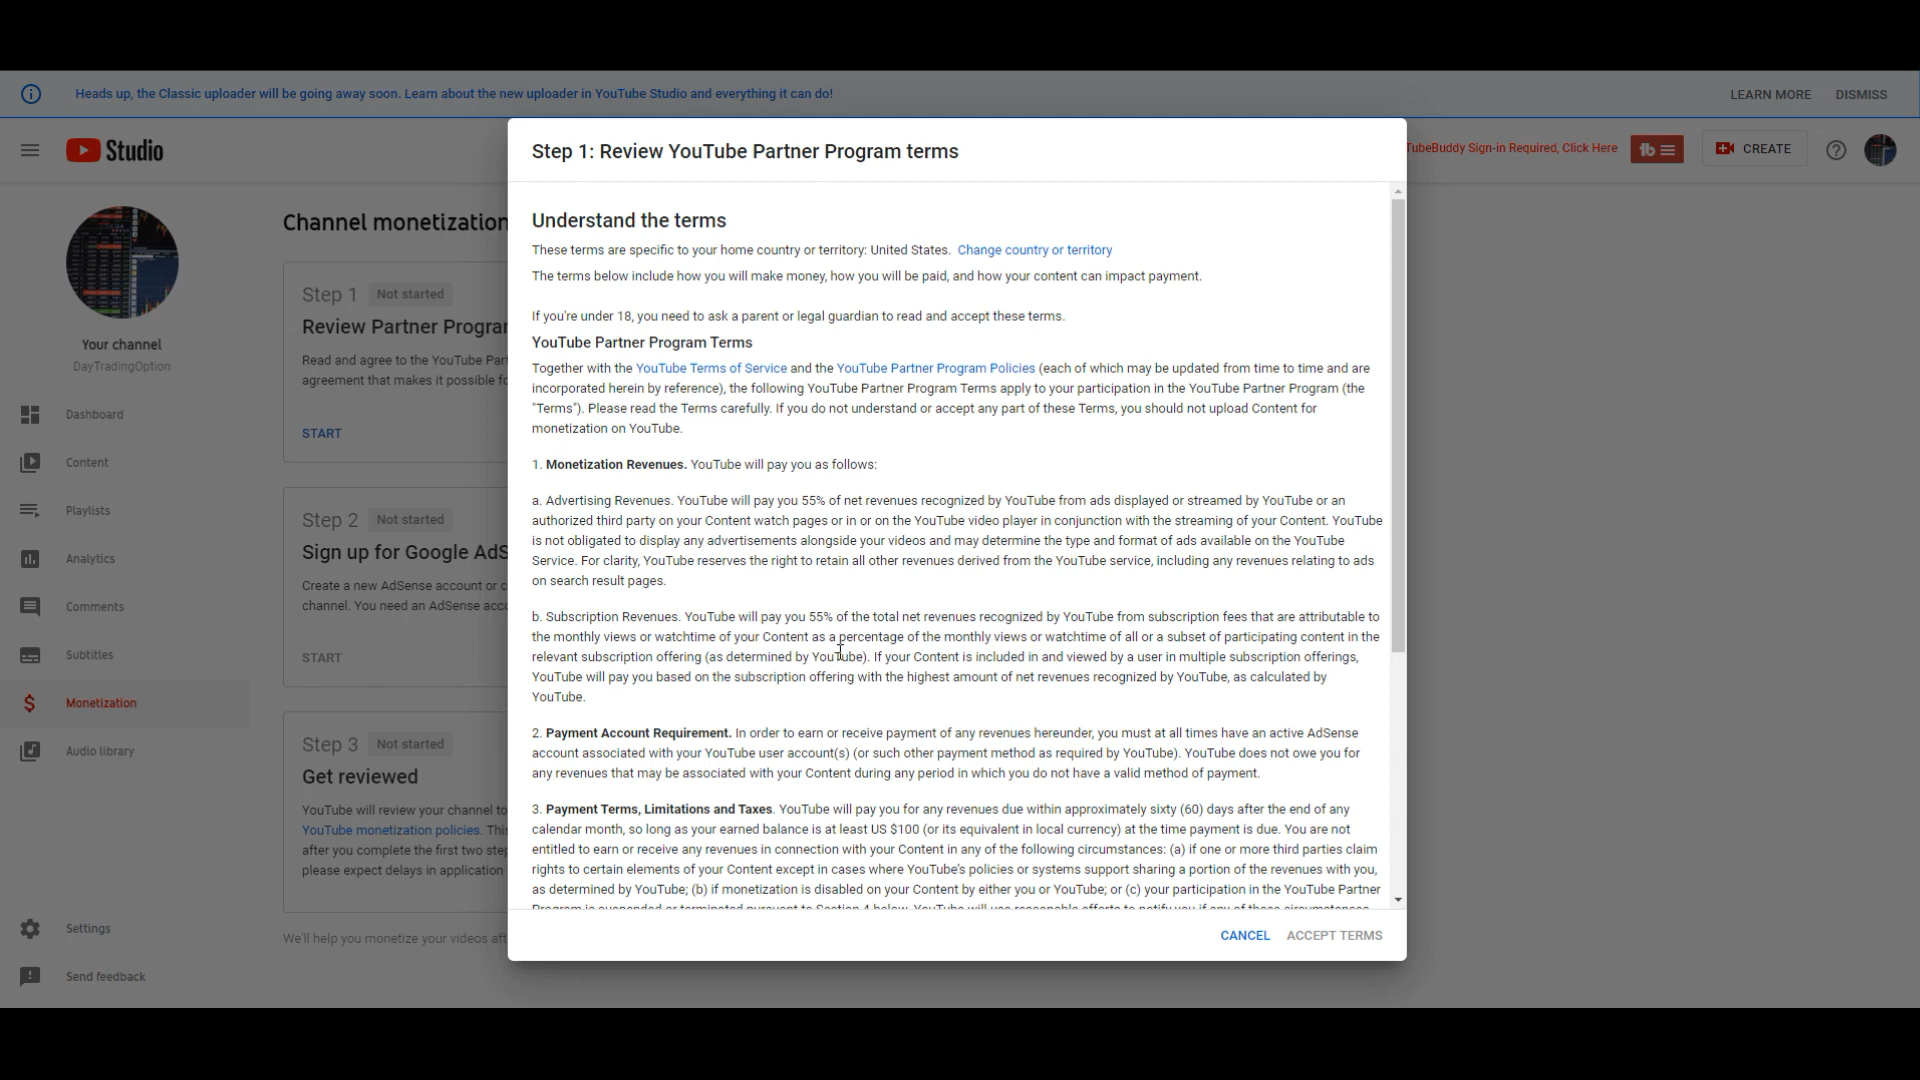 Heads up, the Classic uploader will be going away soon. Learn about the new uploader in YouTube Studio and everything it can do!
LEARN MORE
DISMISS
Studio
TubeBuddy Sign-in Required, Click Here
tb
CREATE
Your channel
DayTradingOption
Dashboard
Content
Playlists
Analytics
Comments
Subtitles
Monetization
Audio library
Settings
Send feedback
Channel monetization
Step 1 Not started
Review Partner Progra
Read and agree to the YouTube Par
agreement that makes it possible fo
START
Step 2 Not started
Sign up for Google AdS
Create a new AdSense account or c
channel. You need an AdSense acc
START
Step 3 Not started
Get reviewed
YouTube will review your channel to
YouTube monetization policies. This
after you complete the first two step
please expect delays in application
We'll help you monetize your videos aft
Step 1: Review YouTube Partner Program terms
Understand the terms
These terms are specific to your home country or territory: United States. Change country or territory
The terms below include how you will make money, how you will be paid, and how your content can impact payment.
If you're under 18, you need to ask a parent or legal guardian to read and accept these terms.
YouTube Partner Program Terms
Together with the YouTube Terms of Service and the YouTube Partner Program Policies (each of which may be updated from time to time and are
incorporated herein by reference), the following YouTube Partner Program Terms apply to your participation in the YouTube Partner Program (the
"Terms"). Please read the Terms carefully. If you do not understand or accept any part of these Terms, you should not upload Content for
monetization on YouTube.
1. Monetization Revenues. YouTube will pay you as follows:
a. Advertising Revenues. YouTube will pay you 55% of net revenues recognized by YouTube from ads displayed or streamed by YouTube or an
authorized third party on your Content watch pages or in or on the YouTube video player in conjunction with the streaming of your Content. YouTube
is not obligated to display any advertisements alongside your videos and may determine the type and format of ads available on the YouTube
Service. For clarity, YouTube reserves the right to retain all other revenues derived from the YouTube service, including any revenues relating to ads
on search result pages.
b. Subscription Revenues. YouTube will pay you 55% of the total net revenues recognized by YouTube from subscription fees that are attributable to
the monthly views or watchtime of your Content as a percentage of the monthly views or watchtime of all or a subset of participating content in the
relevant subscription offering (as determined by YouTube). If your Content is included in and viewed by a user in multiple subscription offerings,
YouTube will pay you based on the subscription offering with the highest amount of net revenues recognized by YouTube, as calculated by
YouTube.
2. Payment Account Requirement. In order to earn or receive payment of any revenues hereunder, you must at all times have an active AdSense
account associated with your YouTube user account(s) (or such other payment method as required by YouTube). YouTube does not owe you for
any revenues that may be associated with your Content during any period in which you do not have a valid method of payment.
3. Payment Terms, Limitations and Taxes. YouTube will pay you for any revenues due within approximately sixty (60) days after the end of any
calendar month, so long as your earned balance is at least US $100 (or its equivalent in local currency) at the time payment is due. You are not
entitled to earn or receive any revenues in connection with your Content in any of the following circumstances: (a) if one or more third parties claim
rights to certain elements of your Content except in cases where YouTube's policies or systems support sharing a portion of the revenues with you,
as determined by YouTube; (b) if monetization is disabled on your Content by either you or YouTube; or (c) your participation in the YouTube Partner
Program is suspended or terminated pursuant to Section 4 below. YouTube will use reasonable efforts to notify you if any of these circumstances
CANCEL
ACCEPT TERMS